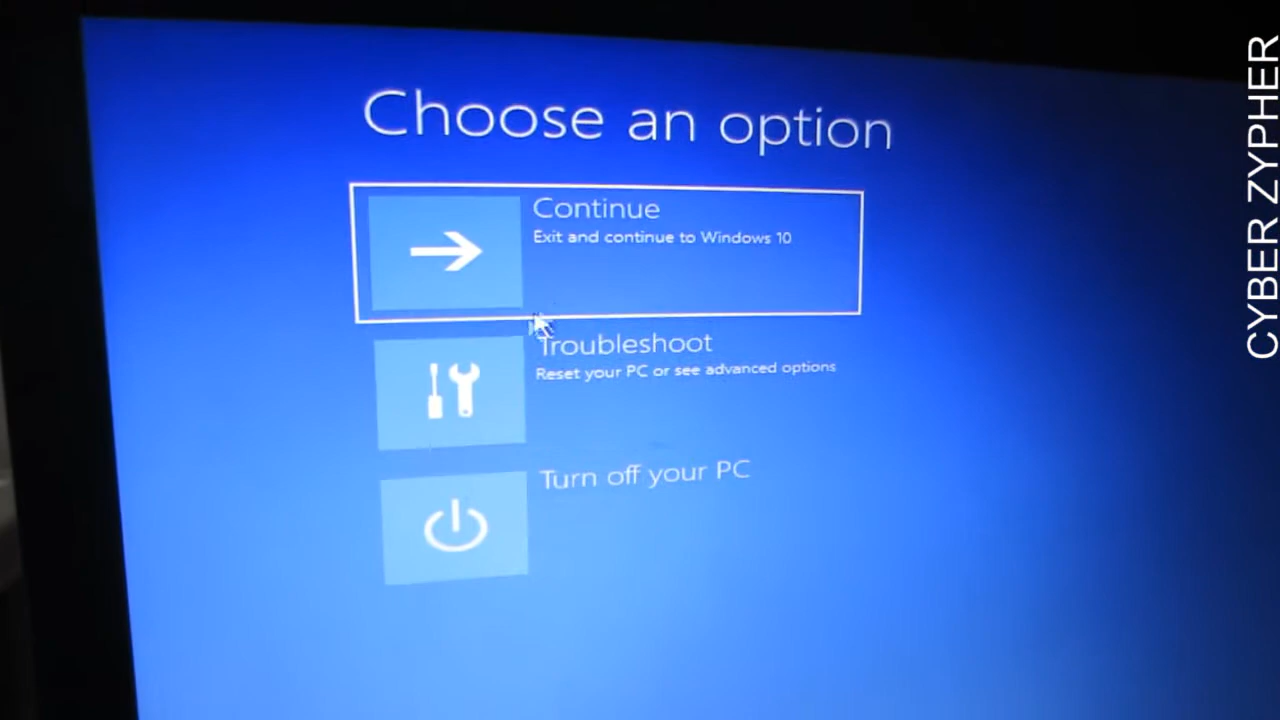 Choose an option
Continue
Exit and continue to Windows 10
Troubleshoot
Reset your PC or see advanced options
Turn off your PC
CYBER ZYPHER